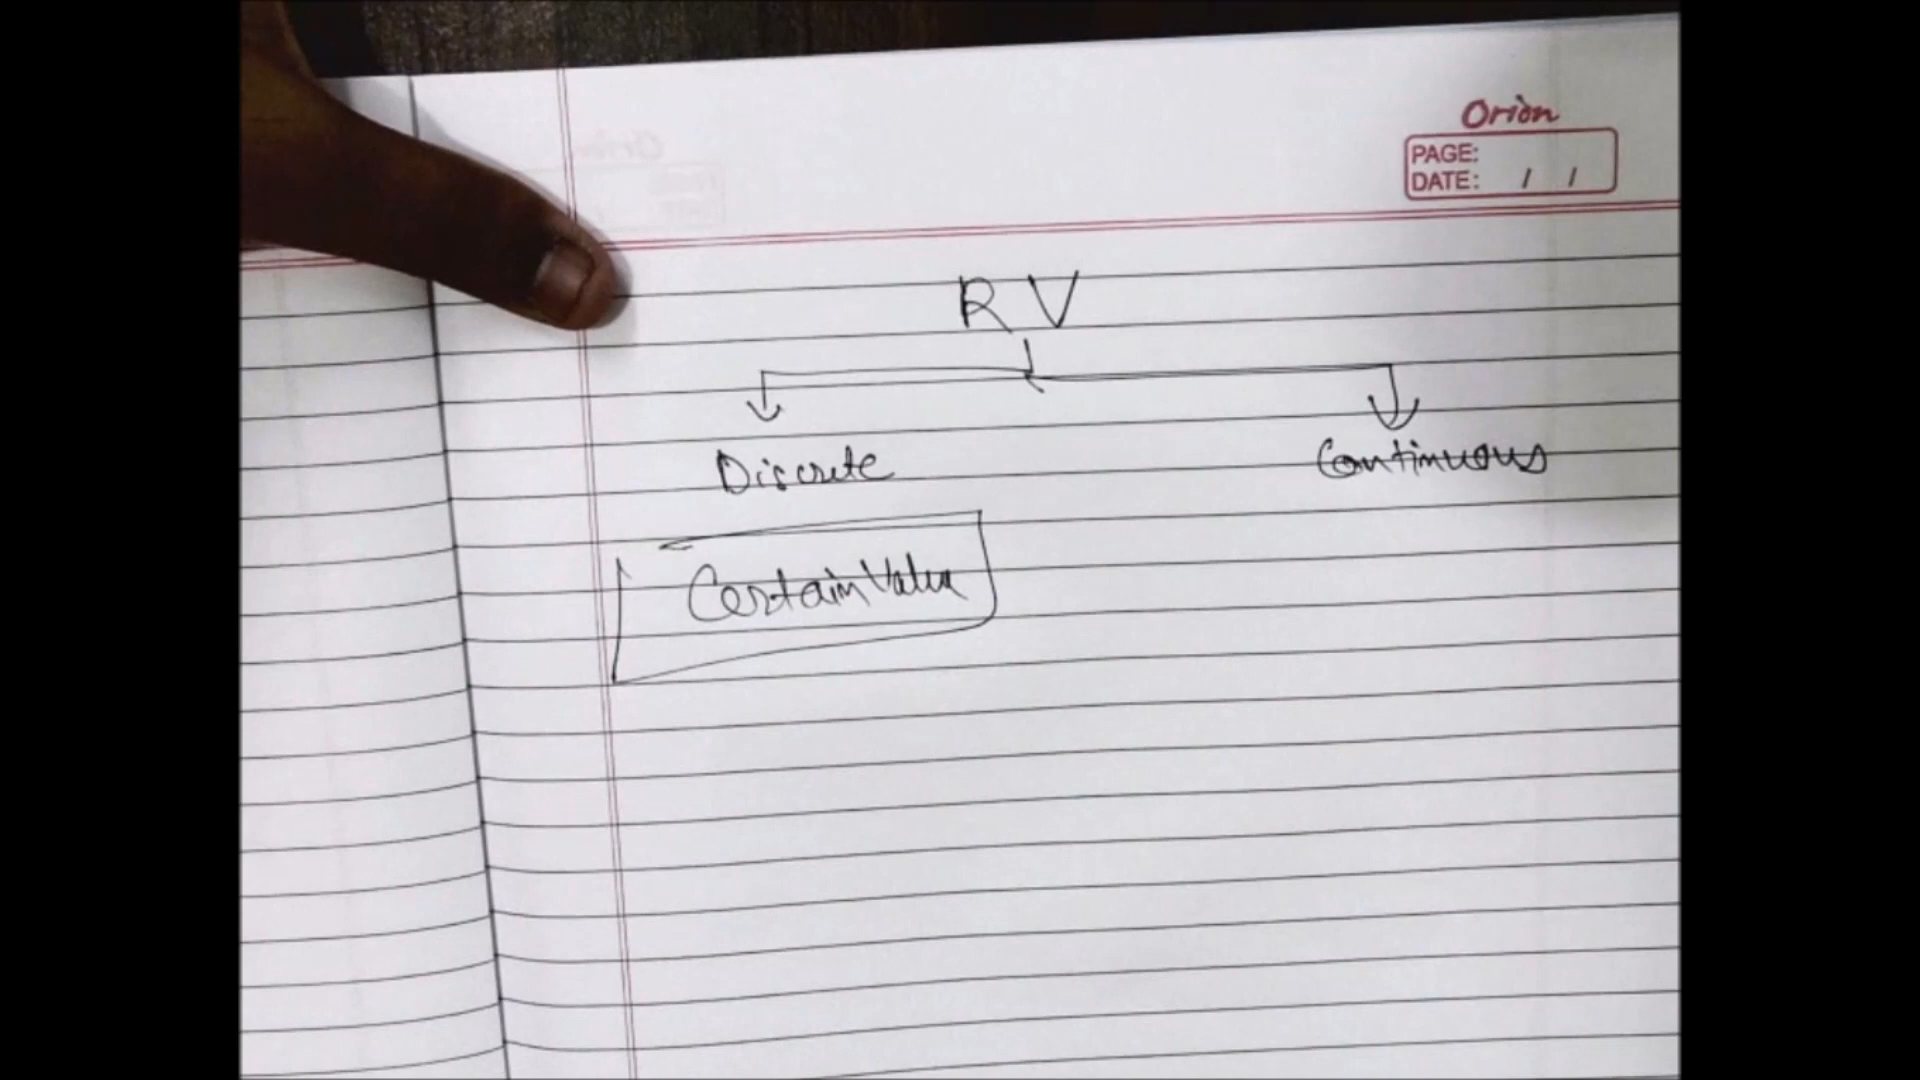 Orion
PAGE:
DATE: / /
RV
Discrete Continuous
Certain Value